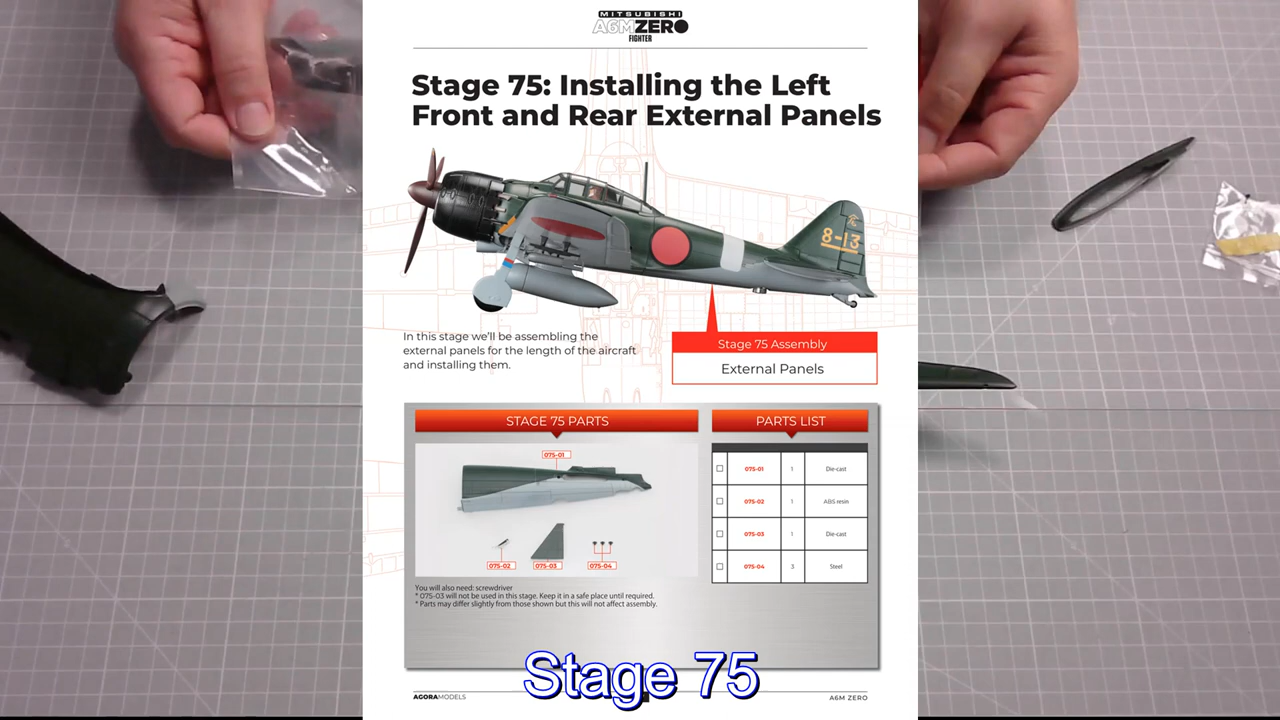 MITSUBISHI
A6MZERO
FIGHTER
Stage 75: Installing the Left
Front and Rear External Panels
8-13
In this stage we'll be assembling the
external panels for the length of the aircraft
and installing them.
Stage 75 Assembly
External Panels
STAGE 75 PARTS
PARTS LIST
075-01
075-02
075-03
075-04
075-01 1 Die-cast
075-02 1 ABS resin
075-03 1 Die-cast
075-04 3 Steel
You will also need: screwdriver
* 075-03 will not be used in this stage. Keep it in a safe place until required.
* Parts may differ slightly from those shown but this will not affect assembly.
Stage 75
AGORAMODELS
A6M ZERO